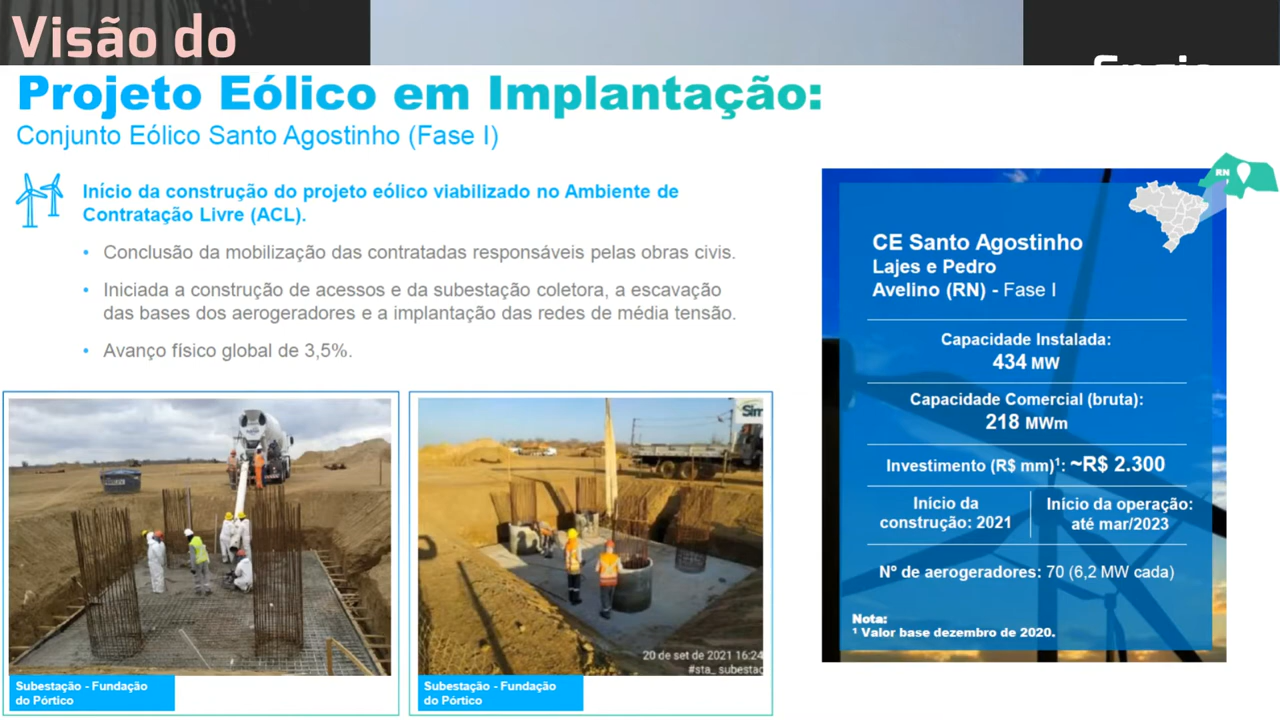 Visão do
Projeto Eólico em Implantação:
Conjunto Eólico Santo Agostinho (Fase I)
Início da construção do projeto eólico viabilizado no Ambiente de
Contratação Livre (ACL).
• Conclusão da mobilização das contratadas responsáveis pelas obras civis.
• Iniciada a construção de acessos e da subestação coletora, a escavação
das bases dos aerogeradores e a implantação das redes de média tensão.
• Avanço físico global de 3,5%.
20 de set de 2021 16:24
#sta_ subestaç
Subestação - Fundação
do Pórtico
Subestação - Fundação
do Pórtico
RN
CE Santo Agostinho
Lajes e Pedro
Avelino (RN) - Fase I
Capacidade Instalada:
434 MW
Capacidade Comercial (bruta):
218 MWm
Investimento (R$ mm)¹: ~R$ 2.300
Início da
construção: 2021
Início da operação:
até mar/2023
Nº de aerogeradores: 70 (6,2 MW cada)
Nota:
¹ Valor base dezembro de 2020.